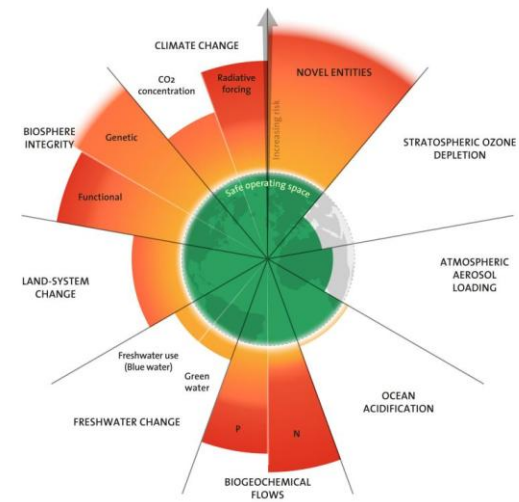 CLIMATE CHANGE
CO2
concentration
Radiative
forcing
NOVEL ENTITIES
Increasing risk
BIOSPHERE
INTEGRITY
Genetic
Functional
STRATOSPHERIC OZONE
DEPLETION
Safe operating space
LAND-SYSTEM
CHANGE
ATMOSPHERIC
AEROSOL
LOADING
Freshwater use
(Blue water)
Green
water
FRESHWATER CHANGE
P
N
OCEAN
ACIDIFICATION
BIOGEOCHEMICAL
FLOWS